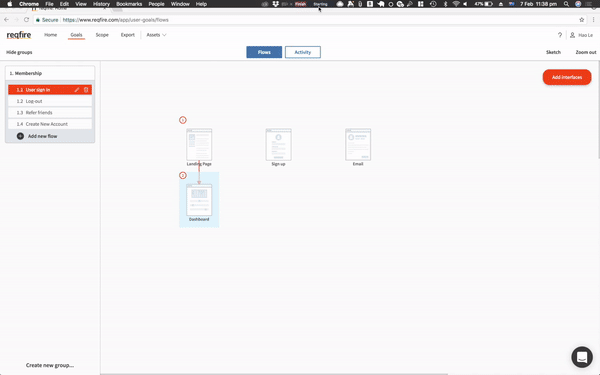 Chrome File Edit View History Bookmarks People Window Help
Finish Starting 47% 7 Feb 11:38 pm
Secure https://www.reqfire.com/app/user-goals/flows
reqfire Home Goals Scope Export Assets ? Hao Le
Hide groups Flows Activity Sketch Zoom out
1. Membership
Add interfaces
1.1 User sign in
1.2 Log out
1.3 Refer friends
1.4 Create New Account
+ Add new flow
1
Landing Page Sign up Email
2
Dashboard
Create new group...